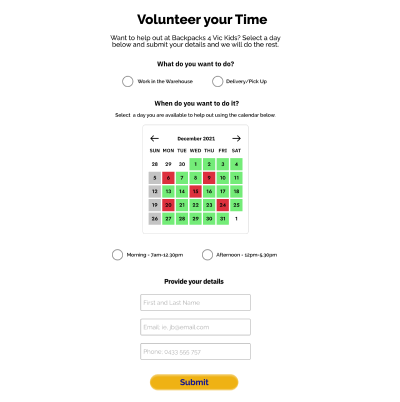 Volunteer your Time
Want to help out at Backpacks 4 Vic Kids? Select a day
below and submit your details and we will do the rest.
What do you want to do?
Work in the Warehouse
Delivery/Pick Up
When do you want to do it?
Select a day you are available to help out using the calendar below.
December 2021
SUN MON TUE WED THU FRI SAT
28 29 30 1 2 3 4
5 6 7 8 9 10 11
12 13 14 15 16 17 18
19 20 21 22 23 24 25
26 27 28 29 30 31 1
Morning - 7am-12.30pm
Afternoon - 12pm-5.30pm
Provide your details
First and Last Name
Email: ie. jb@email.com
Phone: 0433 595 757
Submit